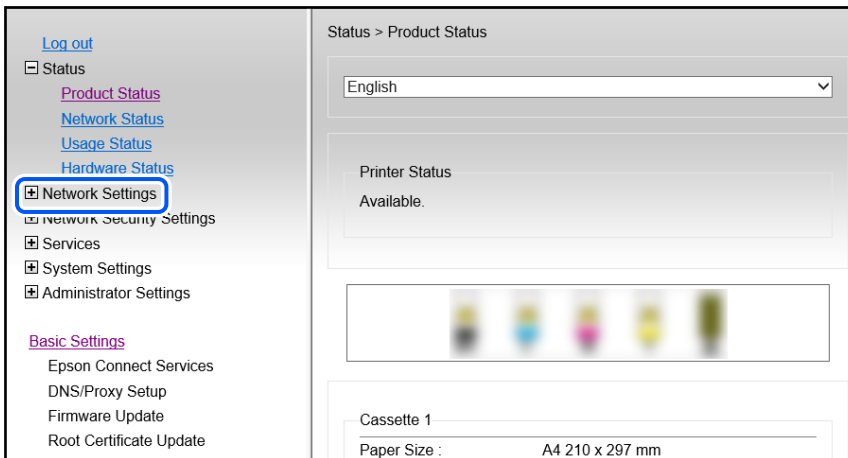 Log out
Status
Product Status
Network Status
Usage Status
Hardware Status
Network Settings
Network Security Settings
Services
System Settings
Administrator Settings
Basic Settings
Epson Connect Services
DNS/Proxy Setup
Firmware Update
Root Certificate Update
Status > Product Status
English
Printer Status
Available.
Cassette 1
Paper Size : A4 210 x 297 mm